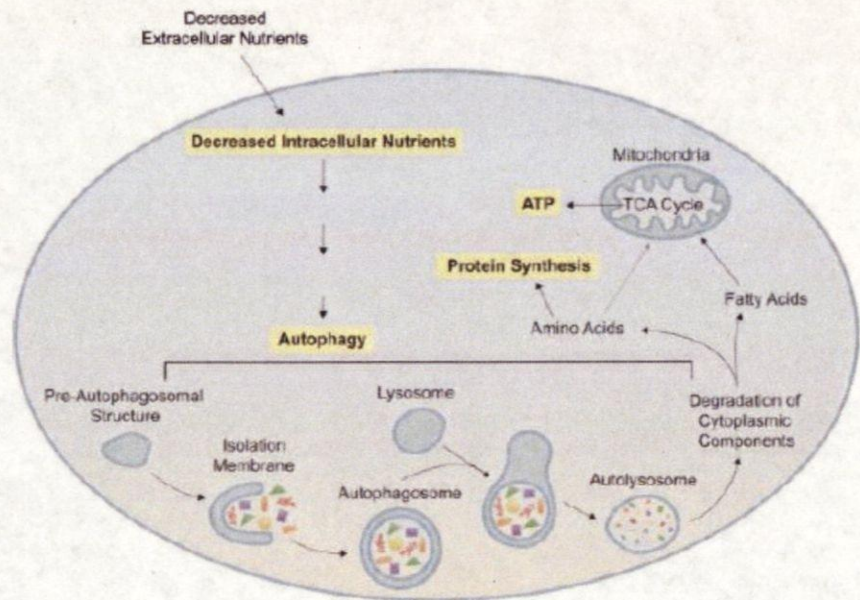 Decreased
Extracellular Nutrients
Decreased Intracellular Nutrients
Mitochondria
ATP
TCA Cycle
Protein Synthesis
Fatty Acids
Amino Acids
Autophagy
Pre-Autophagosomal
Structure
Lysosome
Degradation of
Cytoplasmic
Components
Isolation
Membrane
Autophagosome
Autolysosome